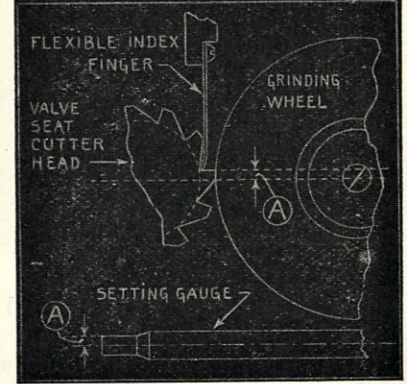 FLEXIBLE INDEX
FINGER
GRINDING
WHEEL
VALVE
SEAT
CUTTER
HEAD
A
SETTING GAUGE
A